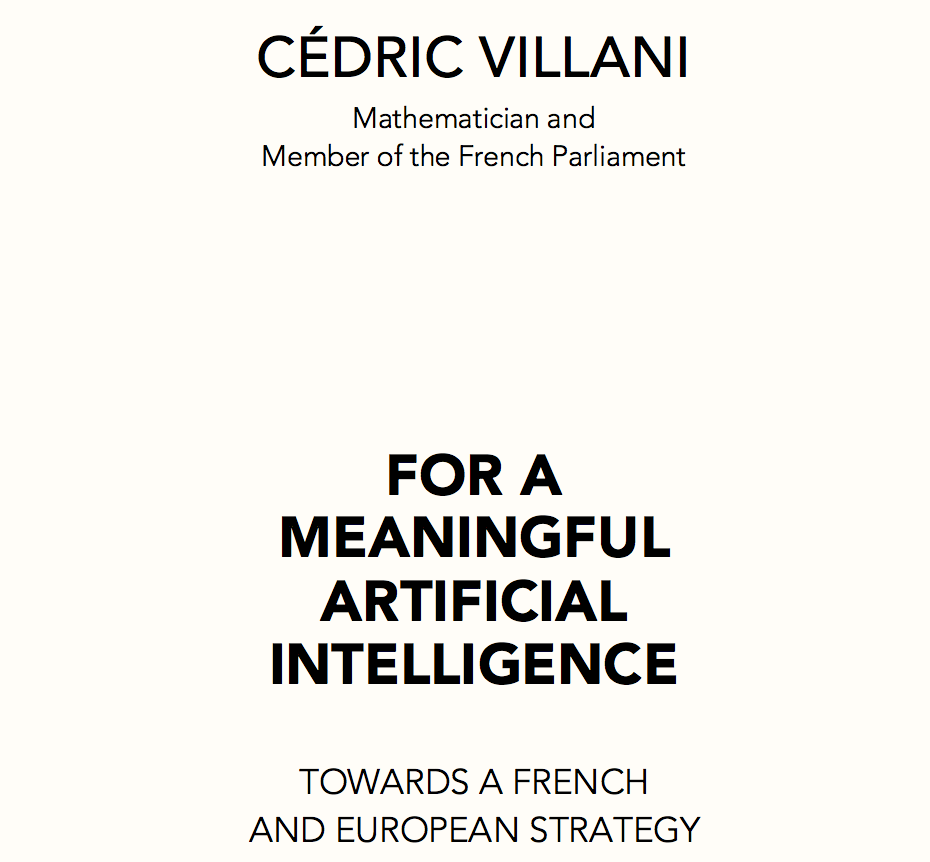 CÉDRIC VILLANI
Mathematician and
Member of the French Parliament
FOR A
MEANINGFUL
ARTIFICIAL
INTELLIGENCE
TOWARDS A FRENCH
AND EUROPEAN STRATEGY